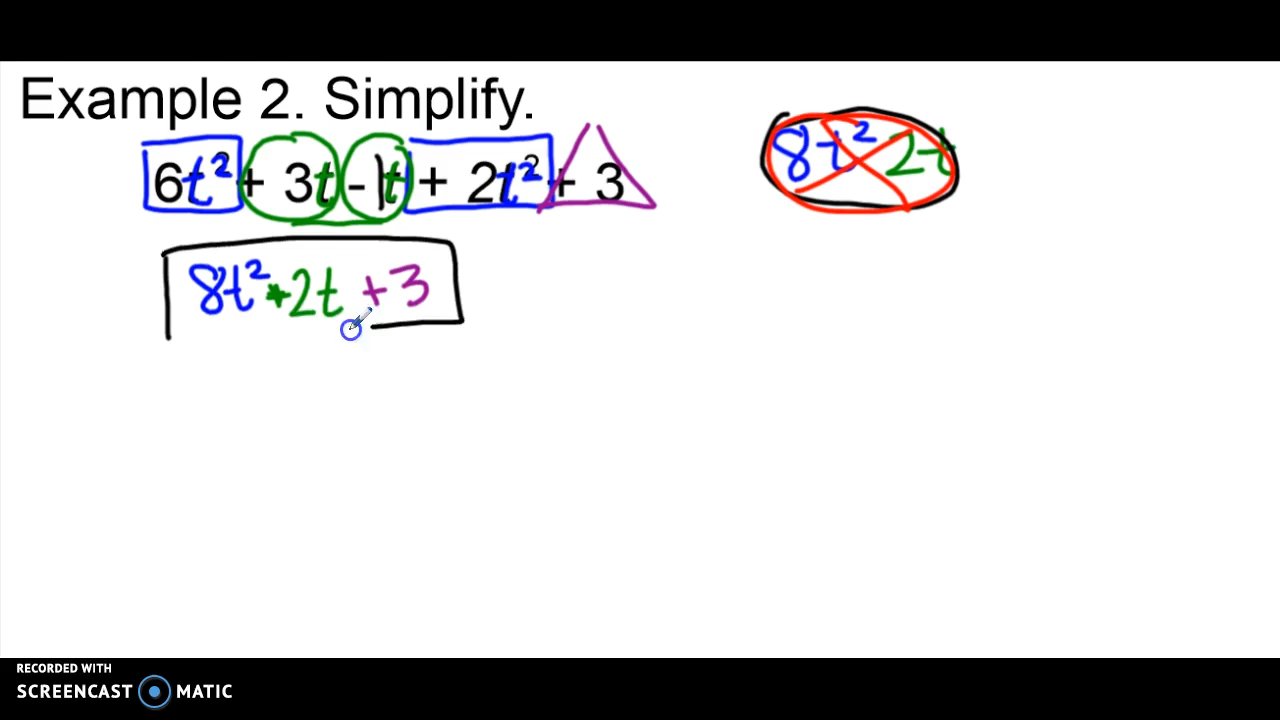 Example 2. Simplify.
6t² + 3t - 1t + 2t² + 3
8t² 2t
8t² + 2t + 3
RECORDED WITH
SCREENCAST MATIC